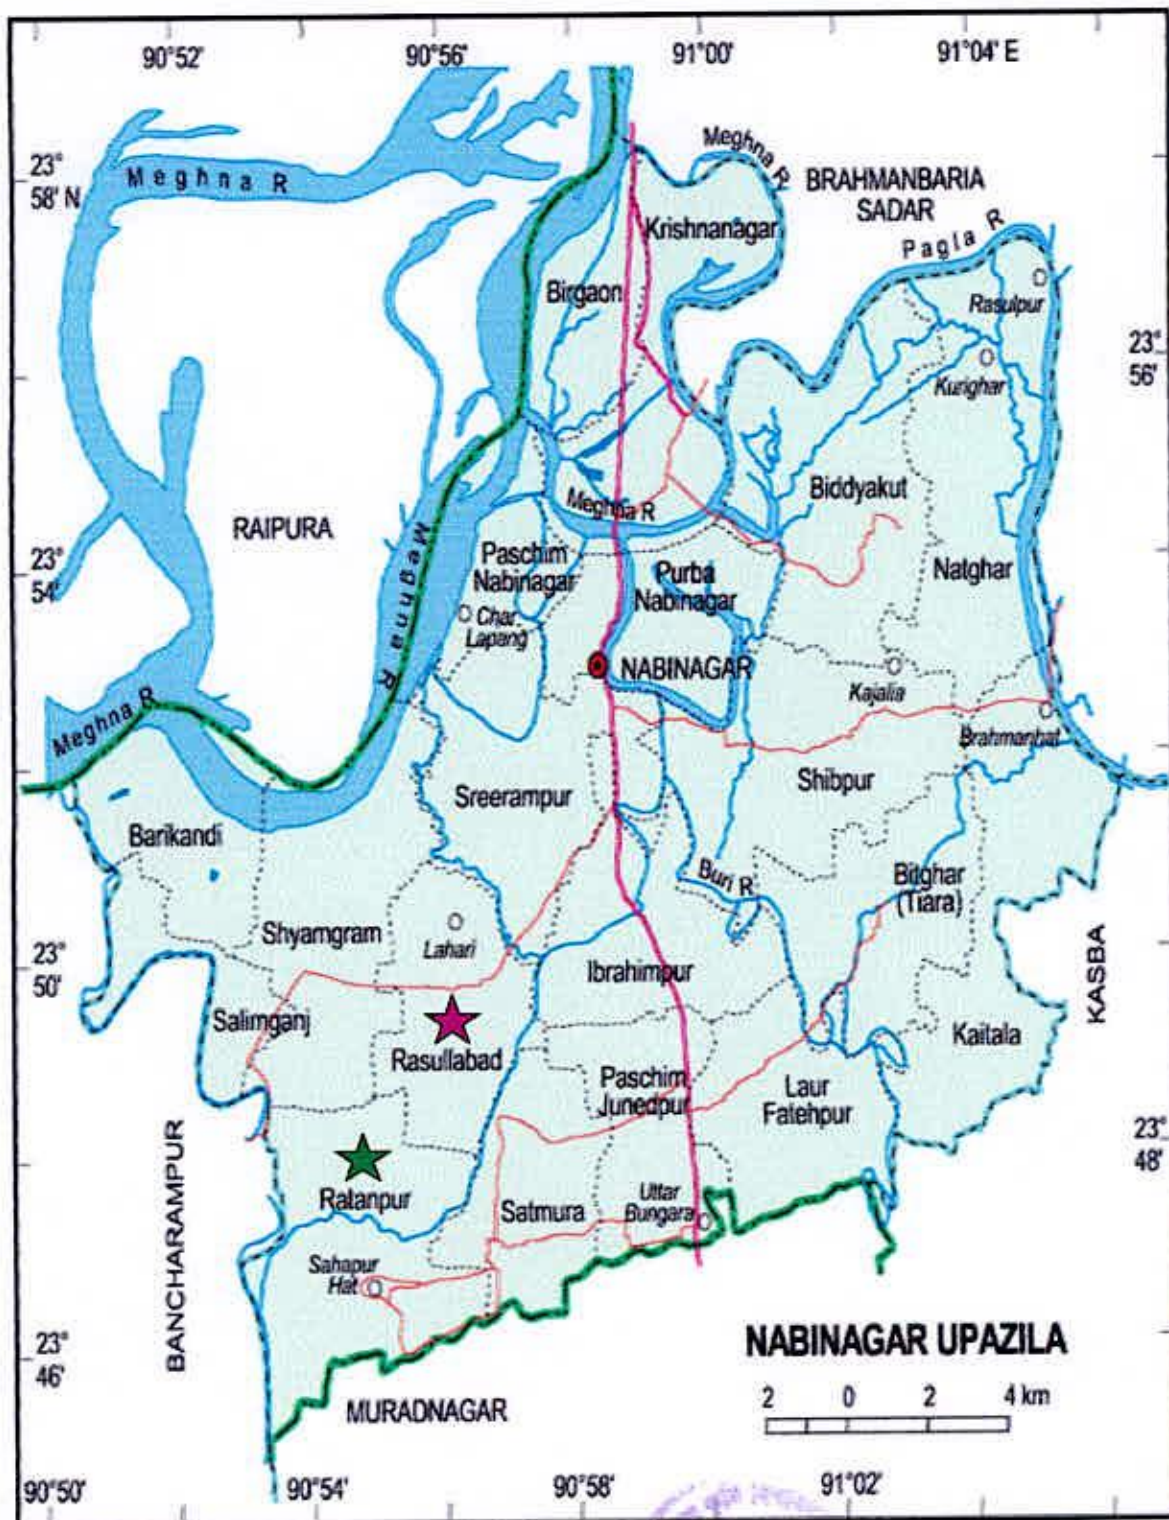 90°52'
90°56'
91°00'
91°04' E
23°
58' N
Meghna R
Meghna R
BRAHMANBARIA
SADAR
Krishnanagar
Pagla R
Birgaon
Rasulpur
23°
56'
Kurighar
Biddyakut
Meghna R
RAIPURA
Meghna R
Paschim
Nabinagar
Purba
Nabinagar
Natghar
23°
54'
Char
Lapang
NABINAGAR
Kajalia
Meghna R
Brahmanhat
Sreerampur
Shibpur
Barikandi
Buri R
Bitghar
(Tiara)
Shyamgram
Lahari
KASBA
23°
50'
Ibrahimpur
Salimganj
Kaitala
Rasullabad
Paschim
Junedpur
Laur
Fatehpur
BANCHARAMPUR
23°
48'
Ratanpur
Satmura
Uttar
Bungara
Sahapur
Hat
23°
46'
NABINAGAR UPAZILA
MURADNAGAR
2 0 2 4 km
90°50'
90°54'
90°58'
91°02'